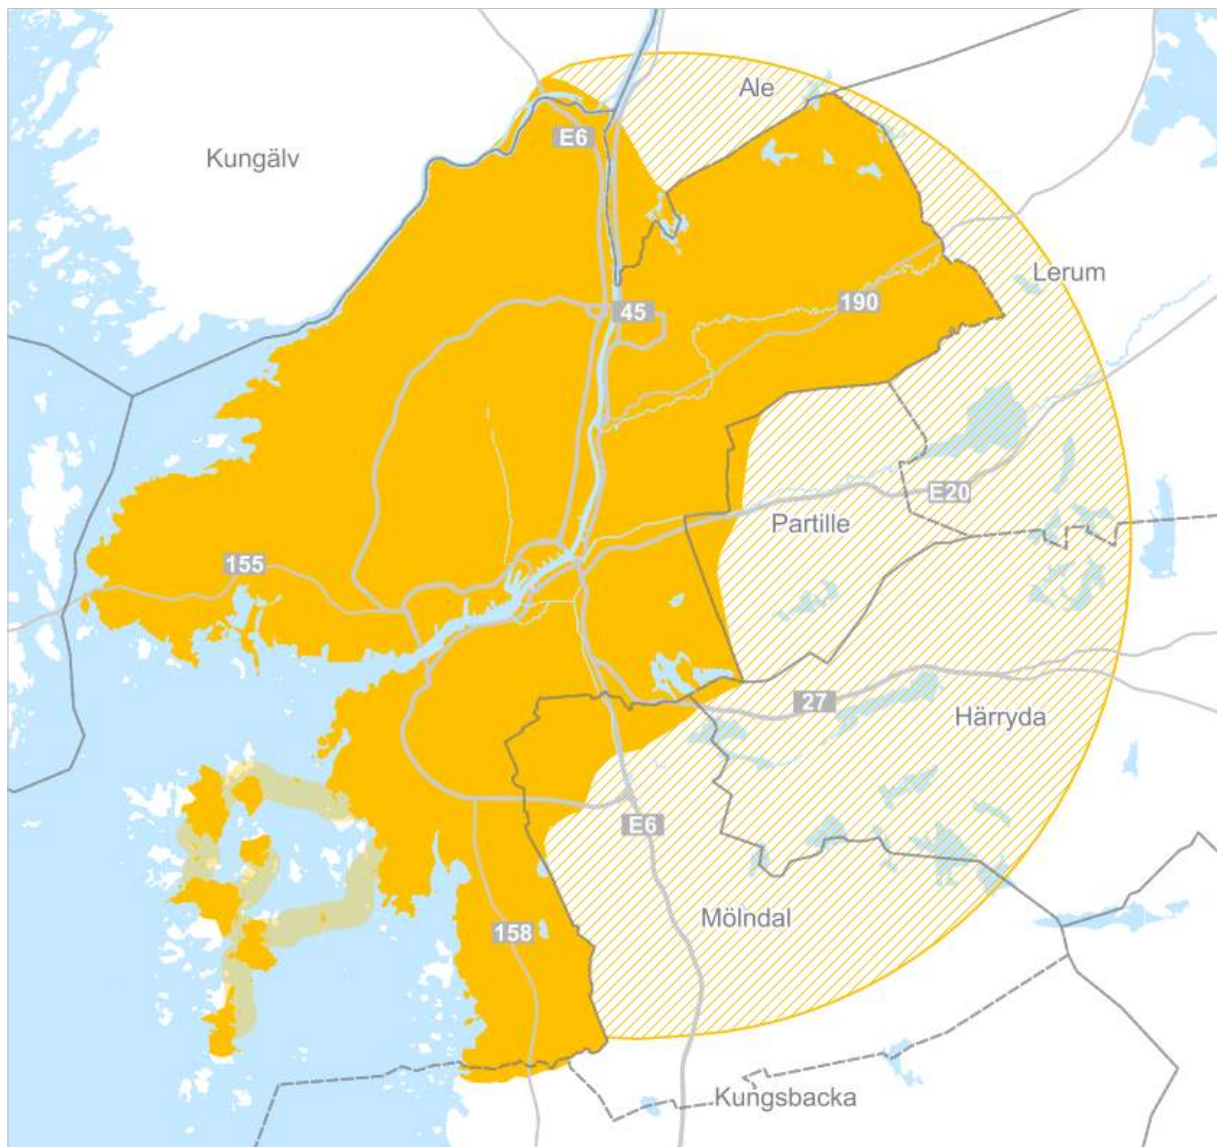 Ale
E6
Kungälv
Lerum
190
45
E20
Partille
155
27
Härryda
E6
Mölndal
158
Kungsbacka